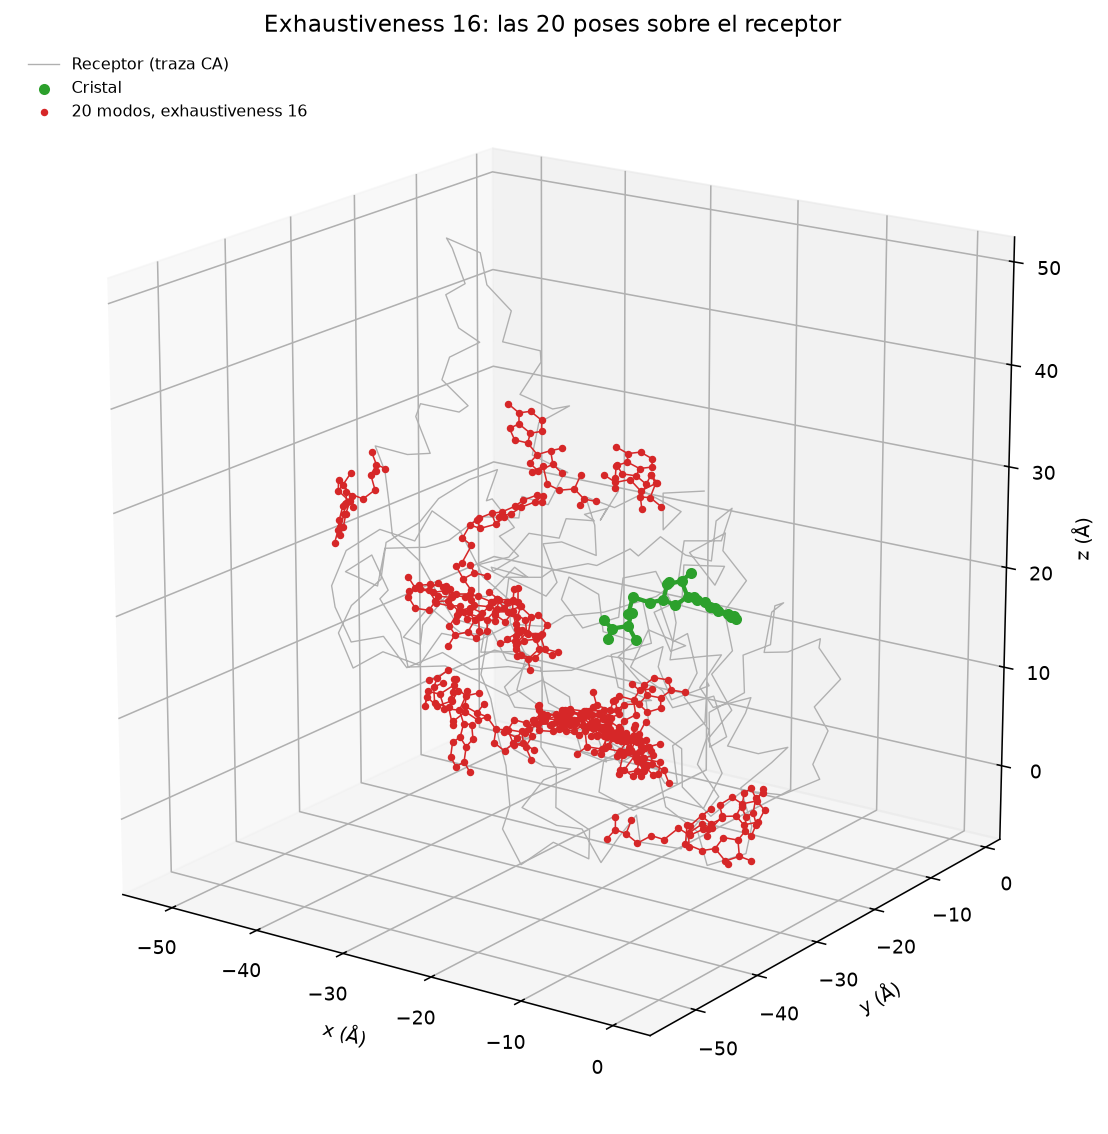 Exhaustiveness 16: las 20 poses sobre el receptor
Receptor (traza CA)
Cristal
20 modos, exhaustiveness 16
50
40
30
20
10
0
z (Å)
−50
−40
−30
−20
−10
0
x (Å)
0
−10
−20
−30
−40
−50
y (Å)